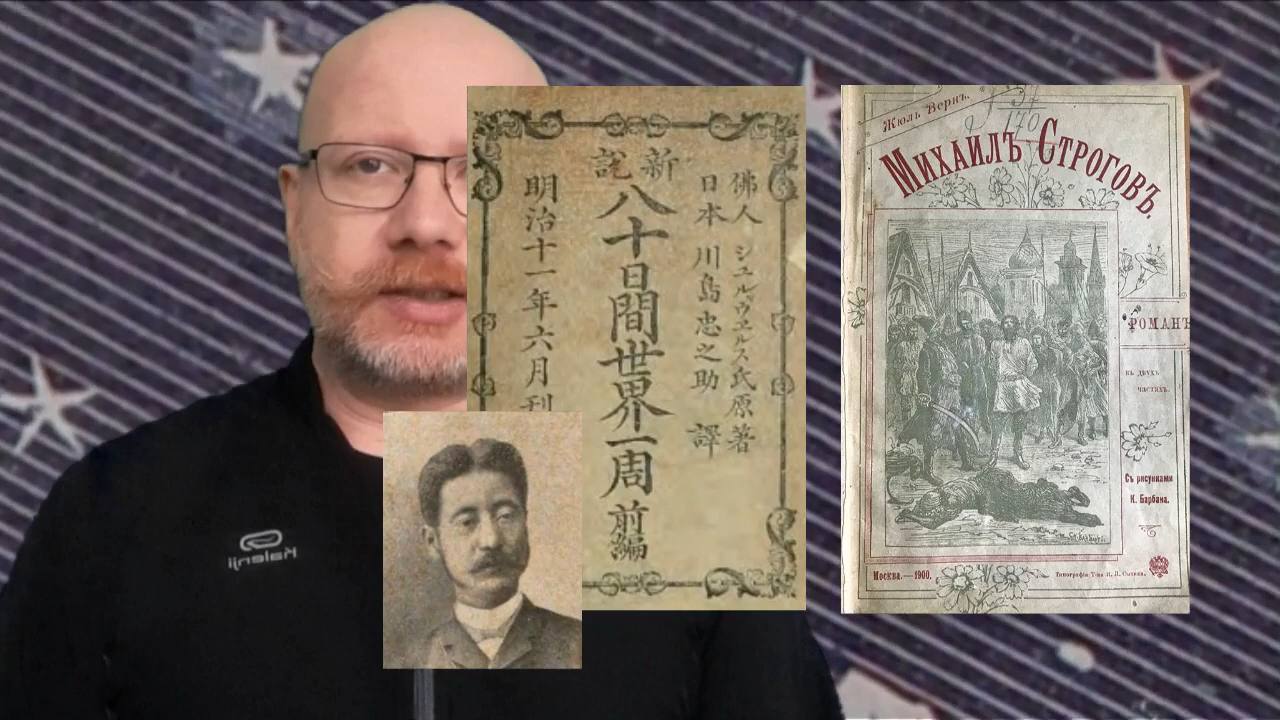 Kalenji
佛人 シユルヴエルス氏 原著
日本 川島忠之助 譯
新説
八十日間世界一周 前編
明治十一年六月刊
Жюль Вернъ.
Михаилъ Строговъ.
РОМАНЪ
въ двухъ
частяхъ.
Съ рисунками
К. Барбана.
Москва.—1900.
Типографія Т-ва И. Д. Сытина.